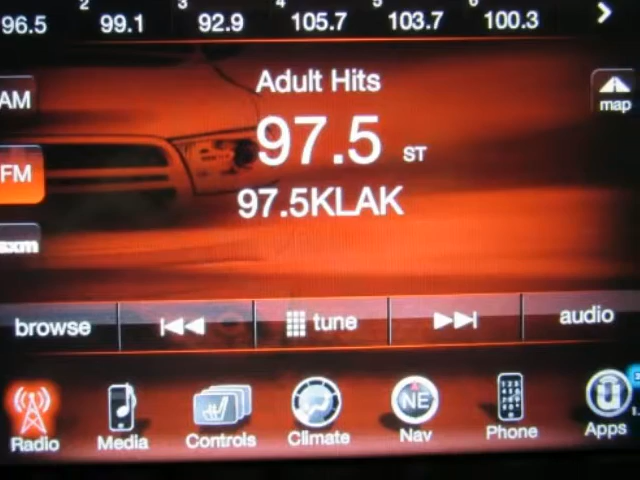 2 3 4 5 6
96.5 99.1 92.9 105.7 103.7 100.3
Adult Hits
AM
map
97.5 ST
FM
97.5KLAK
sxm
browse tune audio
NE
Radio Media Controls Climate Nav Phone Apps